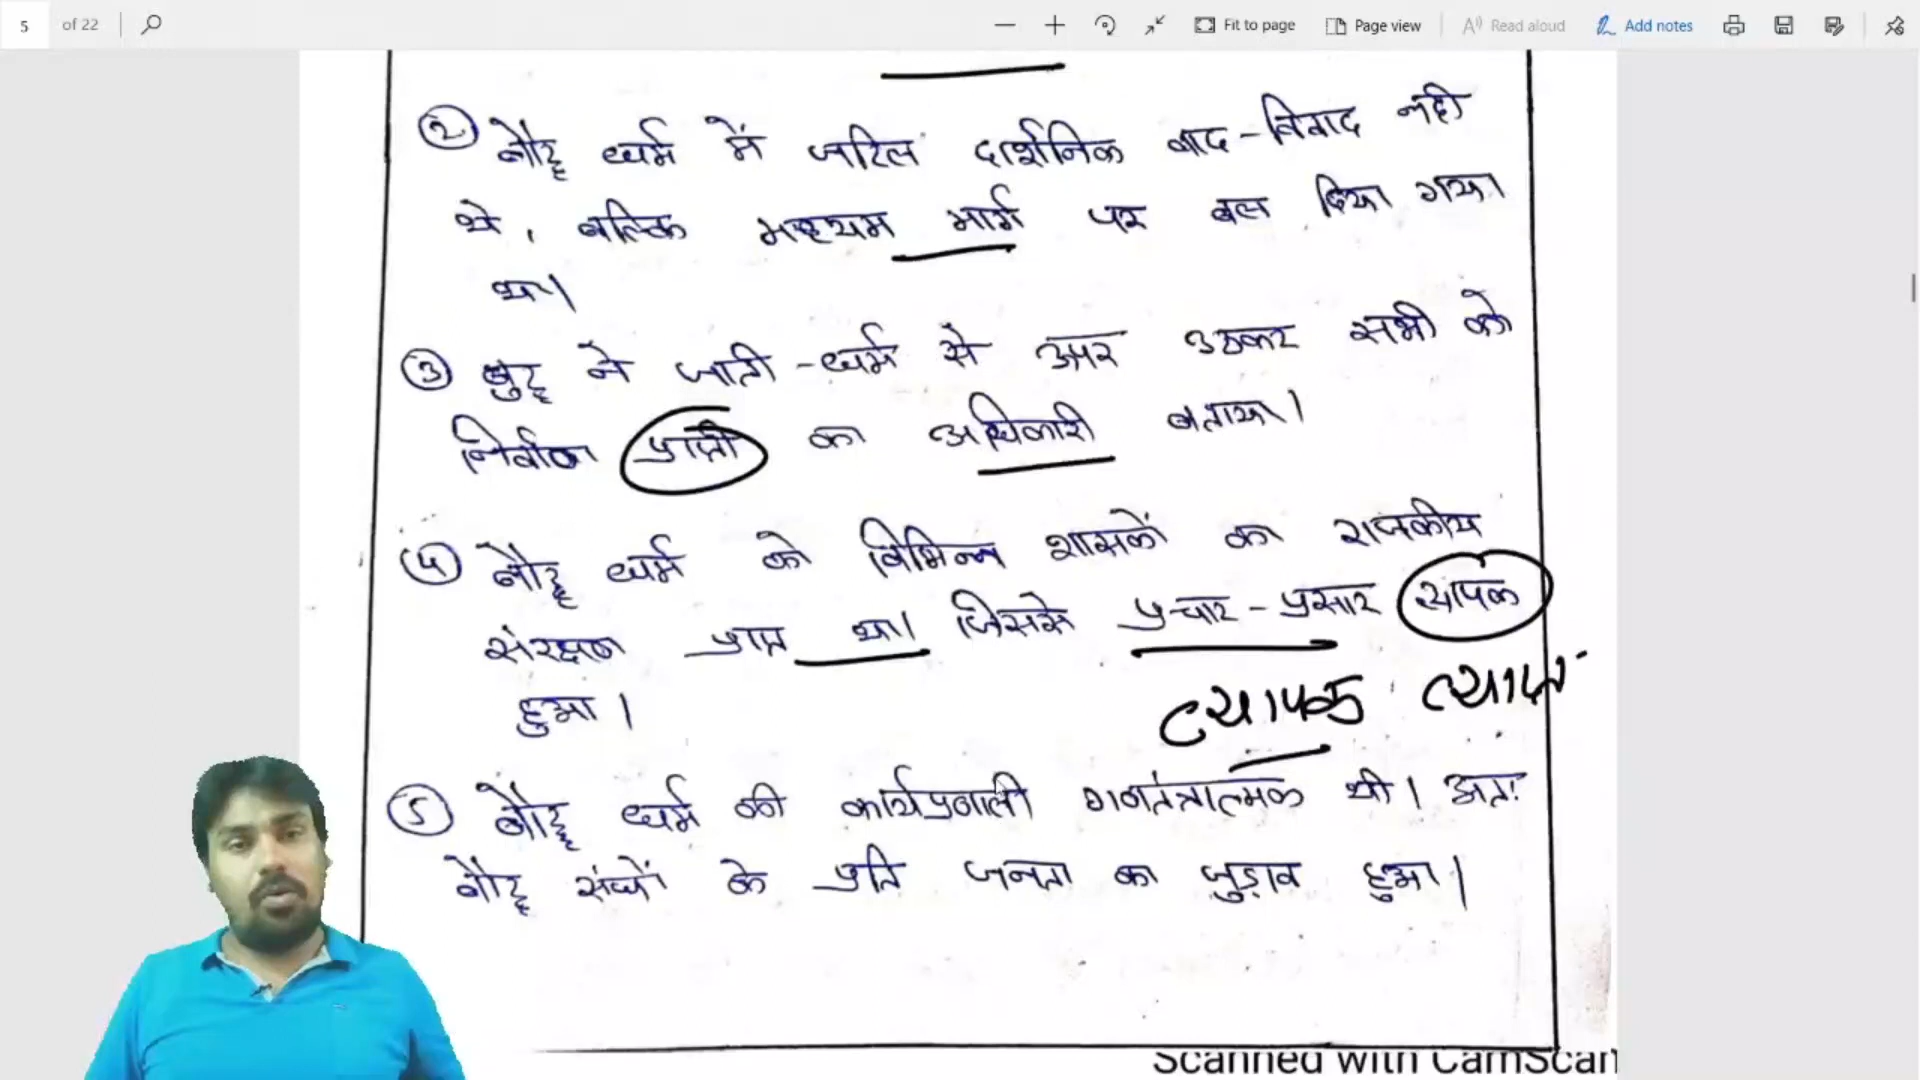 5 of 22 Fit to page Page view Read aloud Add notes
② बौद्ध धर्म में जटिल दार्शनिक वाद-विवाद नही
थे, बल्कि मध्यम मार्ग पर बल दिया गया
था।
③ बुद्ध ने जाती-धर्म से ऊपर उठकर सभी को
निर्वाण प्राप्ती का अधिकारी बताया।
④ बौद्ध धर्म को विभिन्न शासकों का राजकीय
संरक्षण प्राप्त था। जिससे प्रचार-प्रसार व्यापक
हुआ।
व्यापक
⑤ बौद्ध धर्म की कार्यप्रणाली गणतंत्रात्मक थी। अतः
बौद्ध संघों के प्रति जनता का जुड़ाव हुआ।
Scanned with CamScan